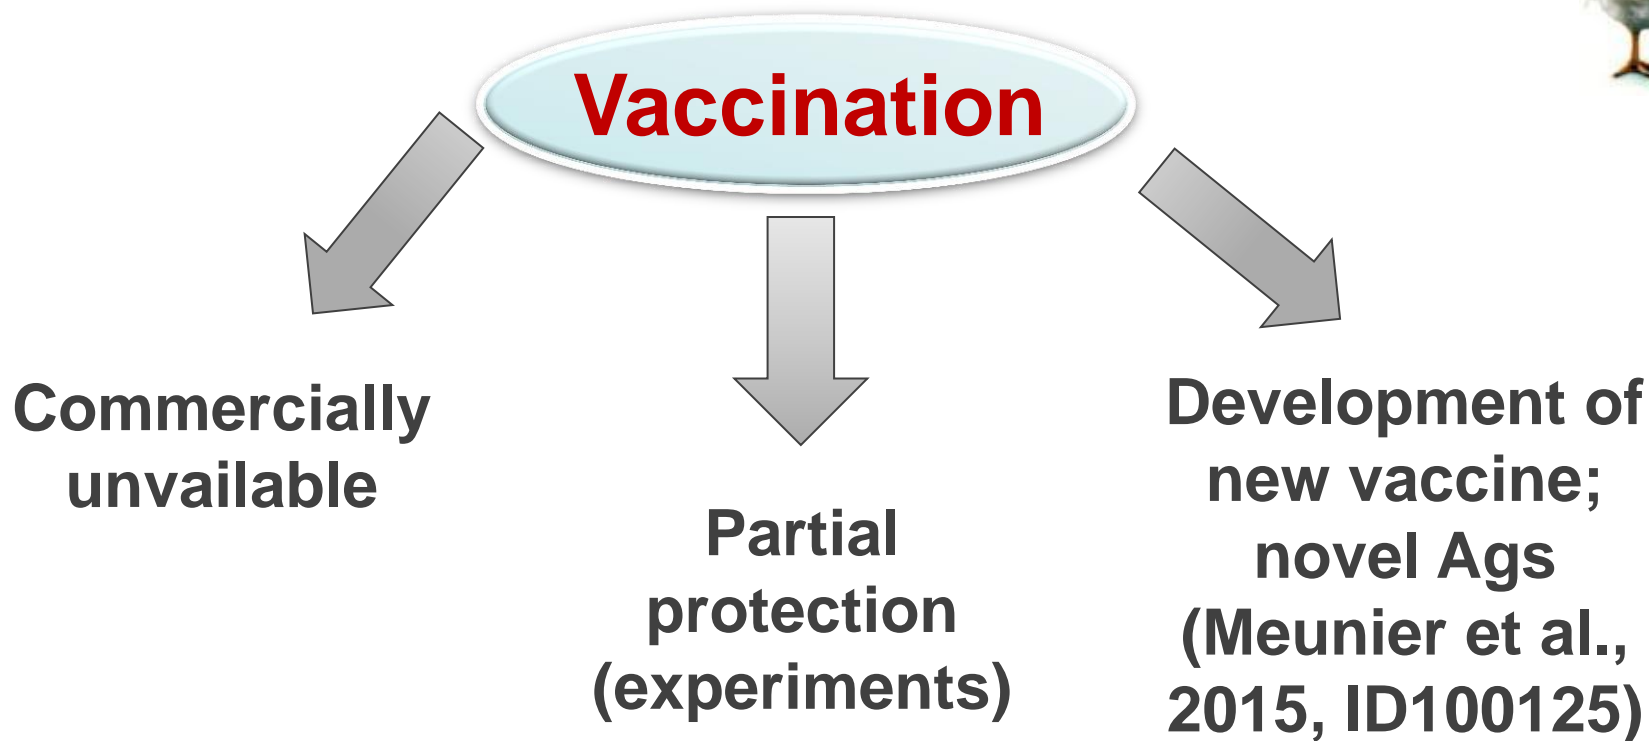 Vaccination
Commercially
unvailable
Partial
protection
(experiments)
Development of
new vaccine;
novel Ags
(Meunier et al.,
2015, ID100125)